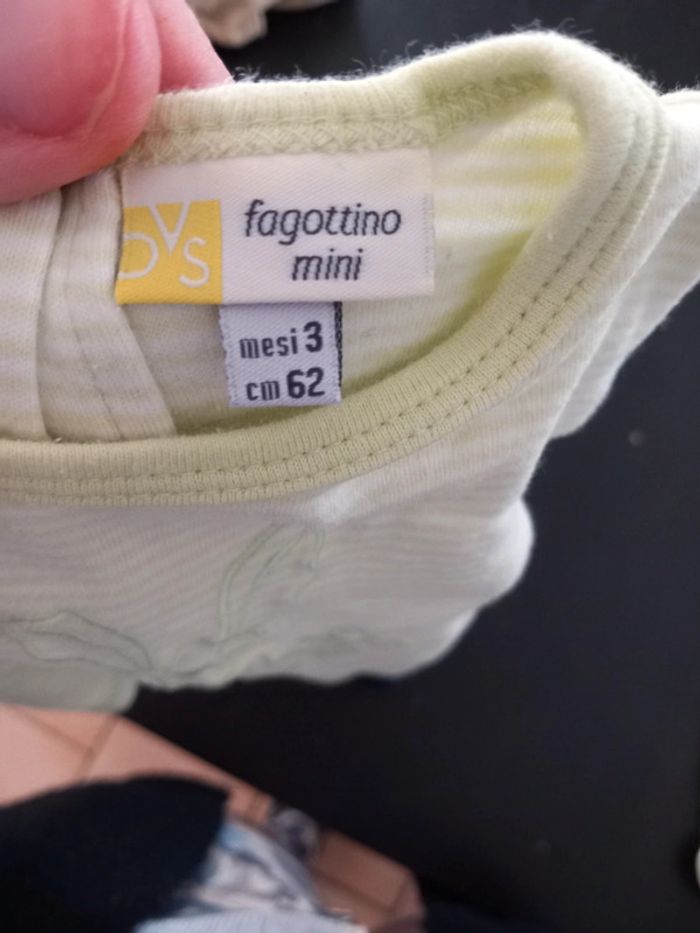 OVS
fagottino
mini
mesi 3
cm 62